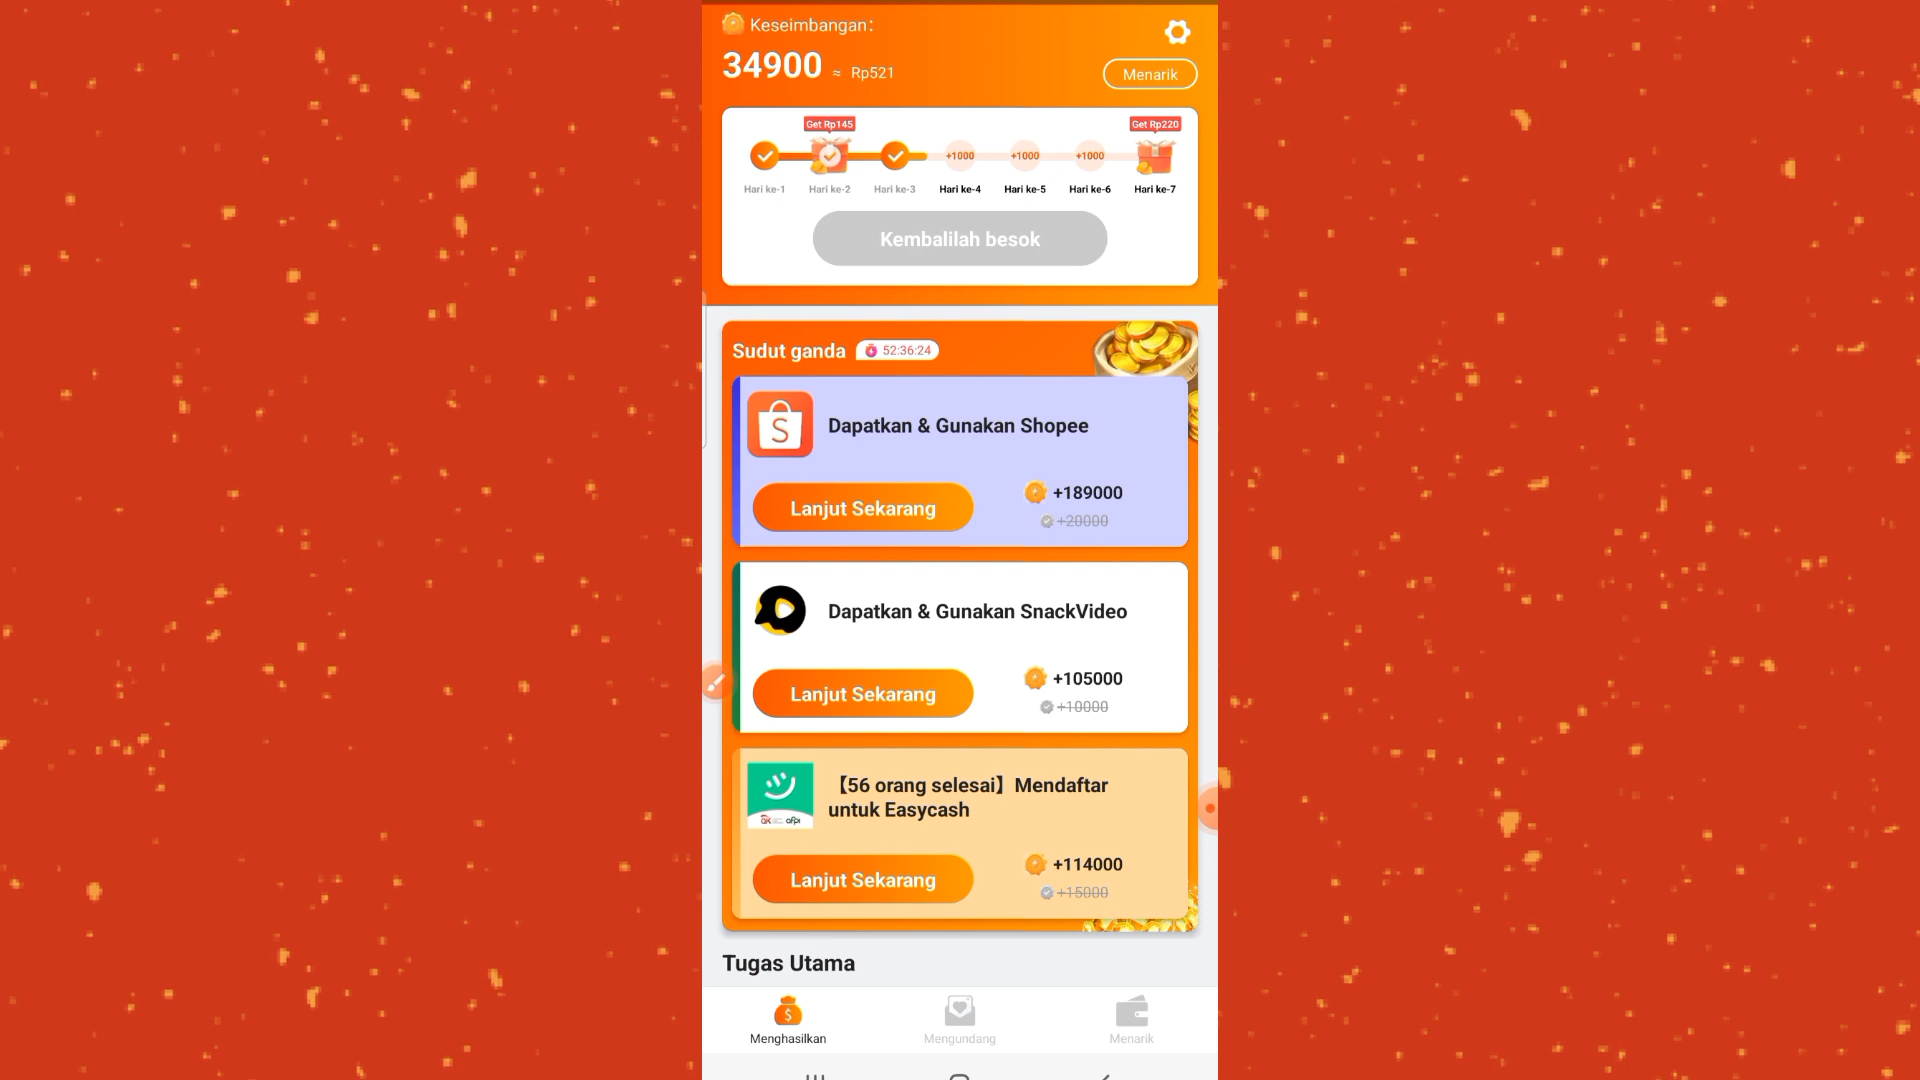 Keseimbangan:
34900 ≈ Rp521
Menarik
Get Rp145
Get Rp220
+1000
+1000
+1000
Hari ke-1
Hari ke-2
Hari ke-3
Hari ke-4
Hari ke-5
Hari ke-6
Hari ke-7
Kembalilah besok
Sudut ganda
52:36:24
S
Dapatkan & Gunakan Shopee
Lanjut Sekarang
+189000
+20000
Dapatkan & Gunakan SnackVideo
Lanjut Sekarang
+105000
+10000
【56 orang selesai】Mendaftar
untuk Easycash
Lanjut Sekarang
+114000
+15000
Tugas Utama
Menghasilkan
Mengundang
Menarik